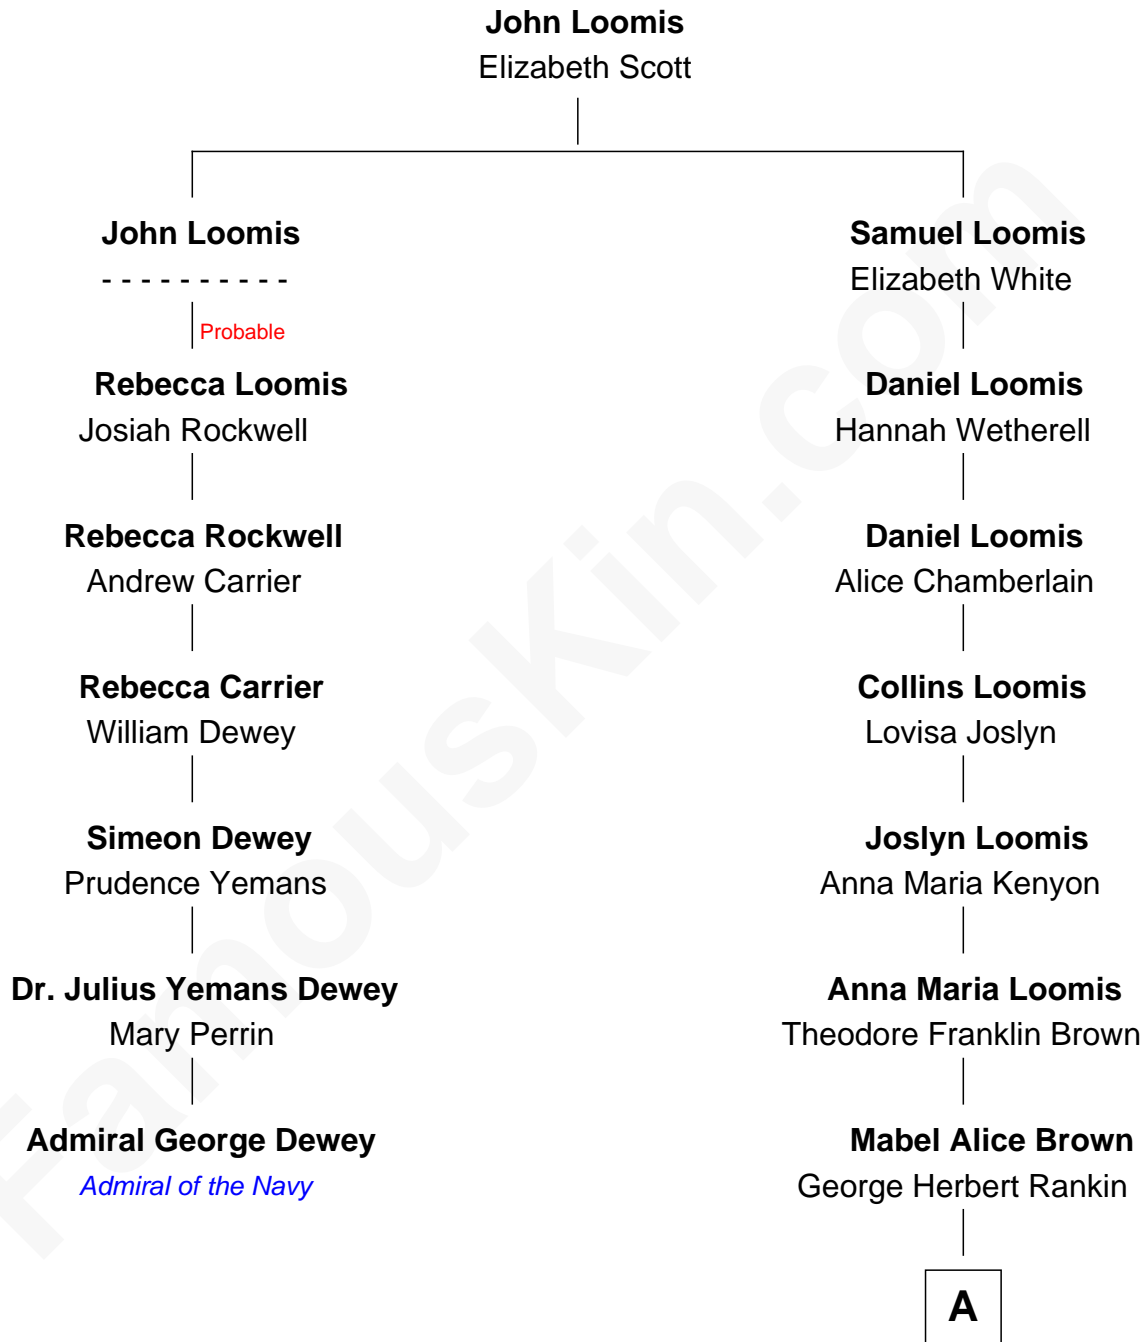 John Loomis
Elizabeth Scott
John Loomis
- - - - - - - - - -
Probable
Rebecca Loomis
Josiah Rockwell
Rebecca Rockwell
Andrew Carrier
Rebecca Carrier
William Dewey
Simeon Dewey
Prudence Yemans
Dr. Julius Yemans Dewey
Mary Perrin
Admiral George Dewey
Admiral of the Navy
Samuel Loomis
Elizabeth White
Daniel Loomis
Hannah Wetherell
Daniel Loomis
Alice Chamberlain
Collins Loomis
Lovisa Joslyn
Joslyn Loomis
Anna Maria Kenyon
Anna Maria Loomis
Theodore Franklin Brown
Mabel Alice Brown
George Herbert Rankin
A
FamousKin.com